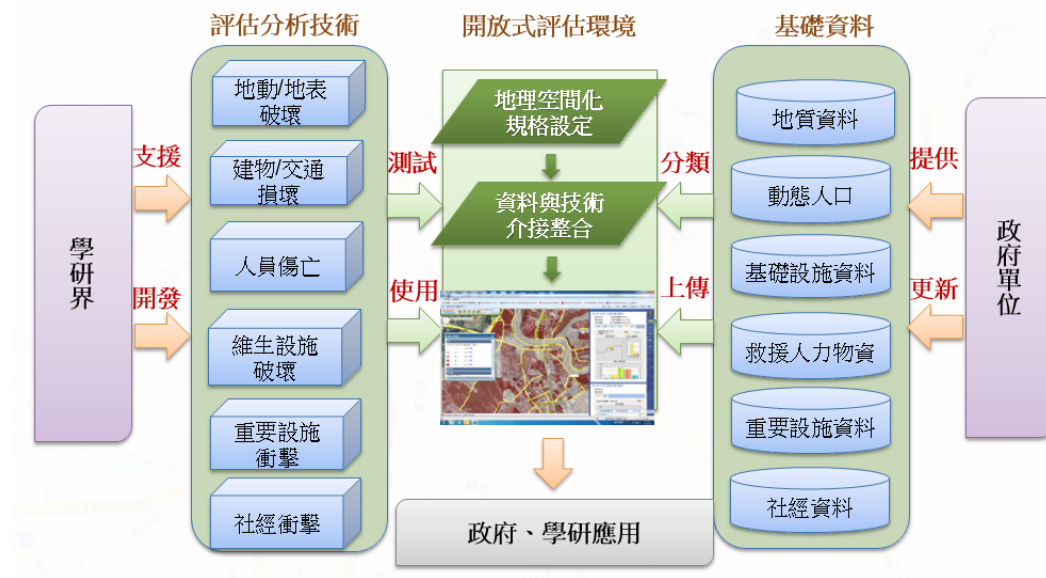 評估分析技術
開放式評估環境
基礎資料
學研界
支援
開發
地動/地表
破壞
建物/交通
損壞
人員傷亡
維生設施
破壞
重要設施
衝擊
社經衝擊
測試
使用
地理空間化
規格設定
資料與技術
介接整合
政府、學研應用
分類
上傳
地質資料
動態人口
基礎設施資料
救援人力物資
重要設施資料
社經資料
提供
更新
政府單位